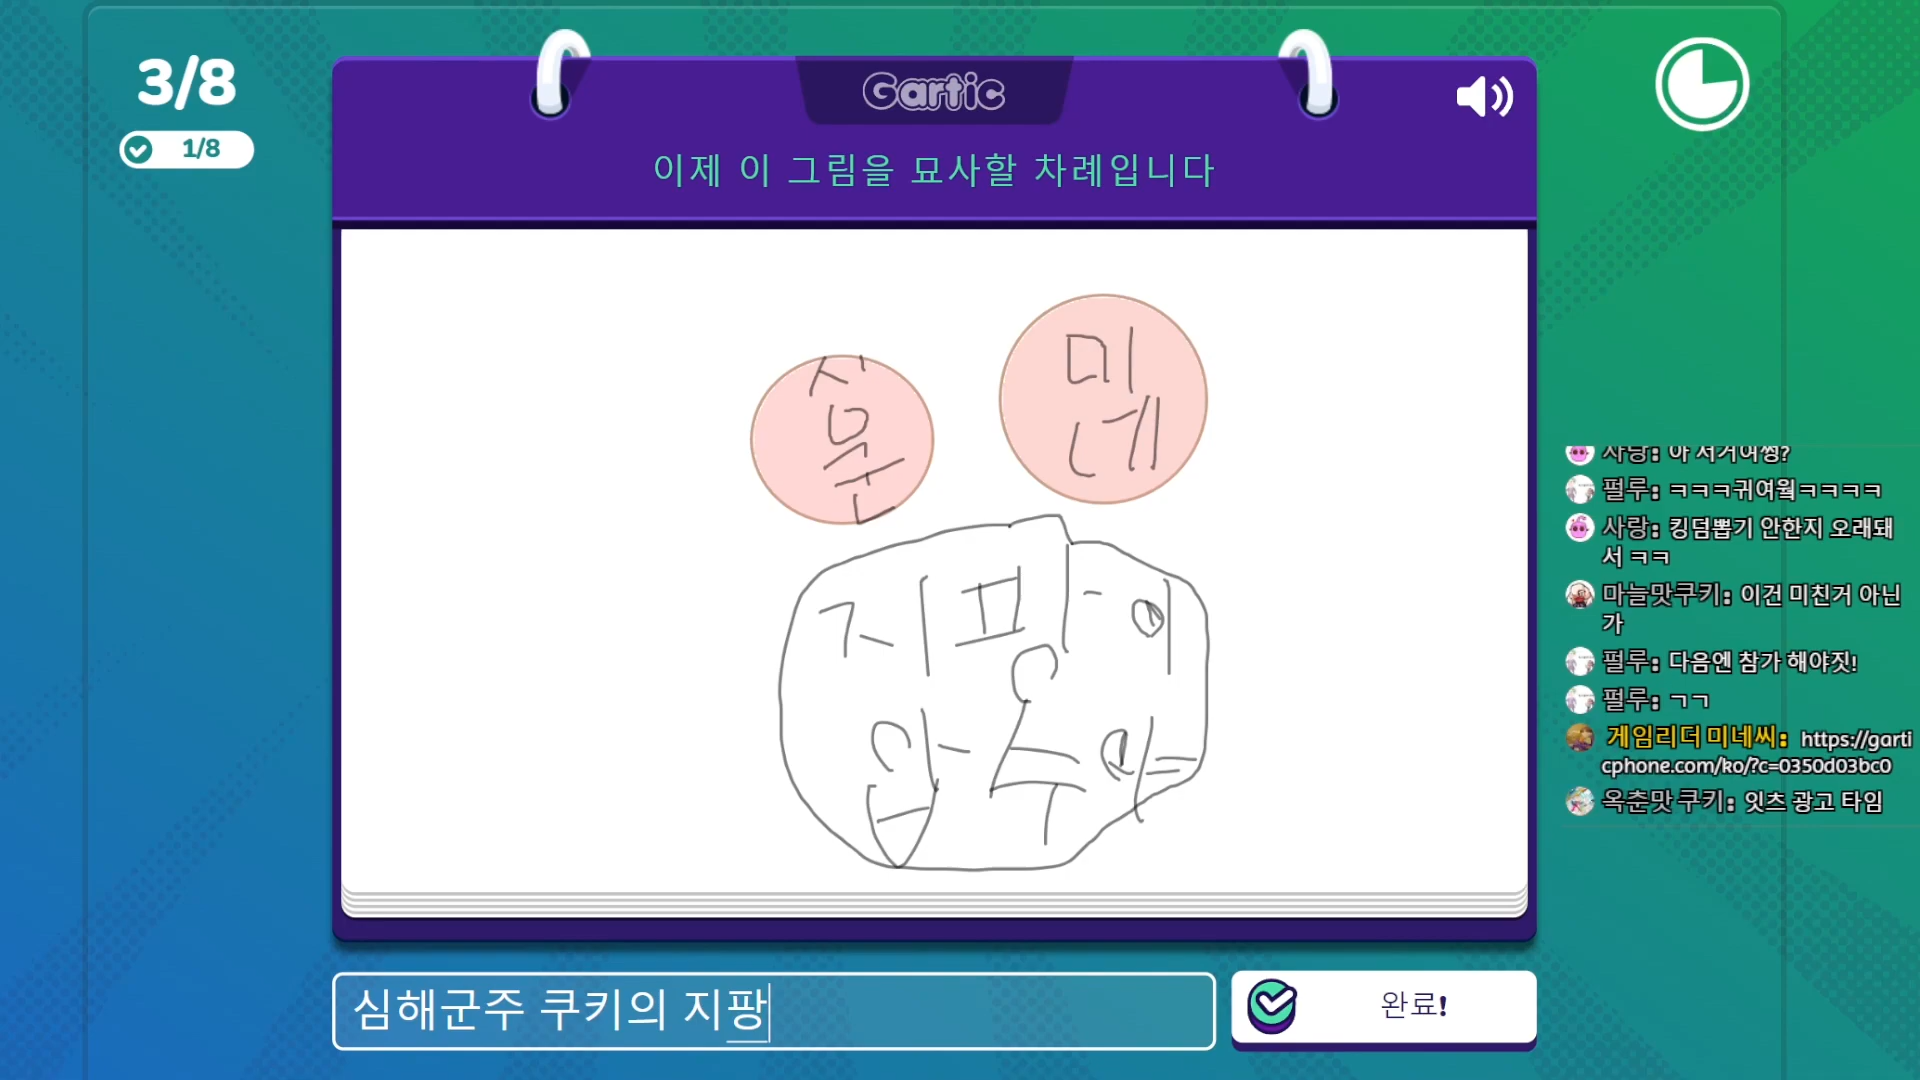 3/8
1/8
Gartic
이제 이 그림을 묘사할 차례입니다
미
네
지팡이
심해군주 쿠키의 지팡
완료!
사랑: 아 저거여쩡?
펄루: ㅋㅋㅋ귀여웤ㅋㅋㅋㅋ
사랑: 킹덤뽑기 안한지 오래돼
서 ㅋㅋ
마늘맛쿠키: 이건 미친거 아닌
가
펄루: 다음엔 참가 해야짓!
펄루: ㄱㄱ
게임리더 미네씨: https://garti
cphone.com/ko/?c=0350d03bc0
옥춘맛 쿠키: 잇츠 광고 타임